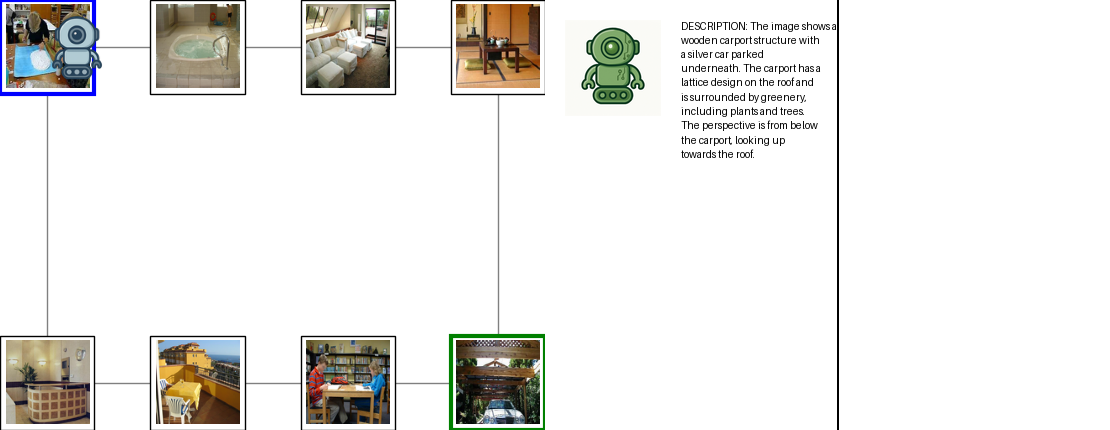 DESCRIPTION: The image shows a
wooden carport structure with
a silver car parked
underneath. The carport has a
lattice design on the roof and
is surrounded by greenery,
including plants and trees.
The perspective is from below
the carport, looking up
towards the roof.